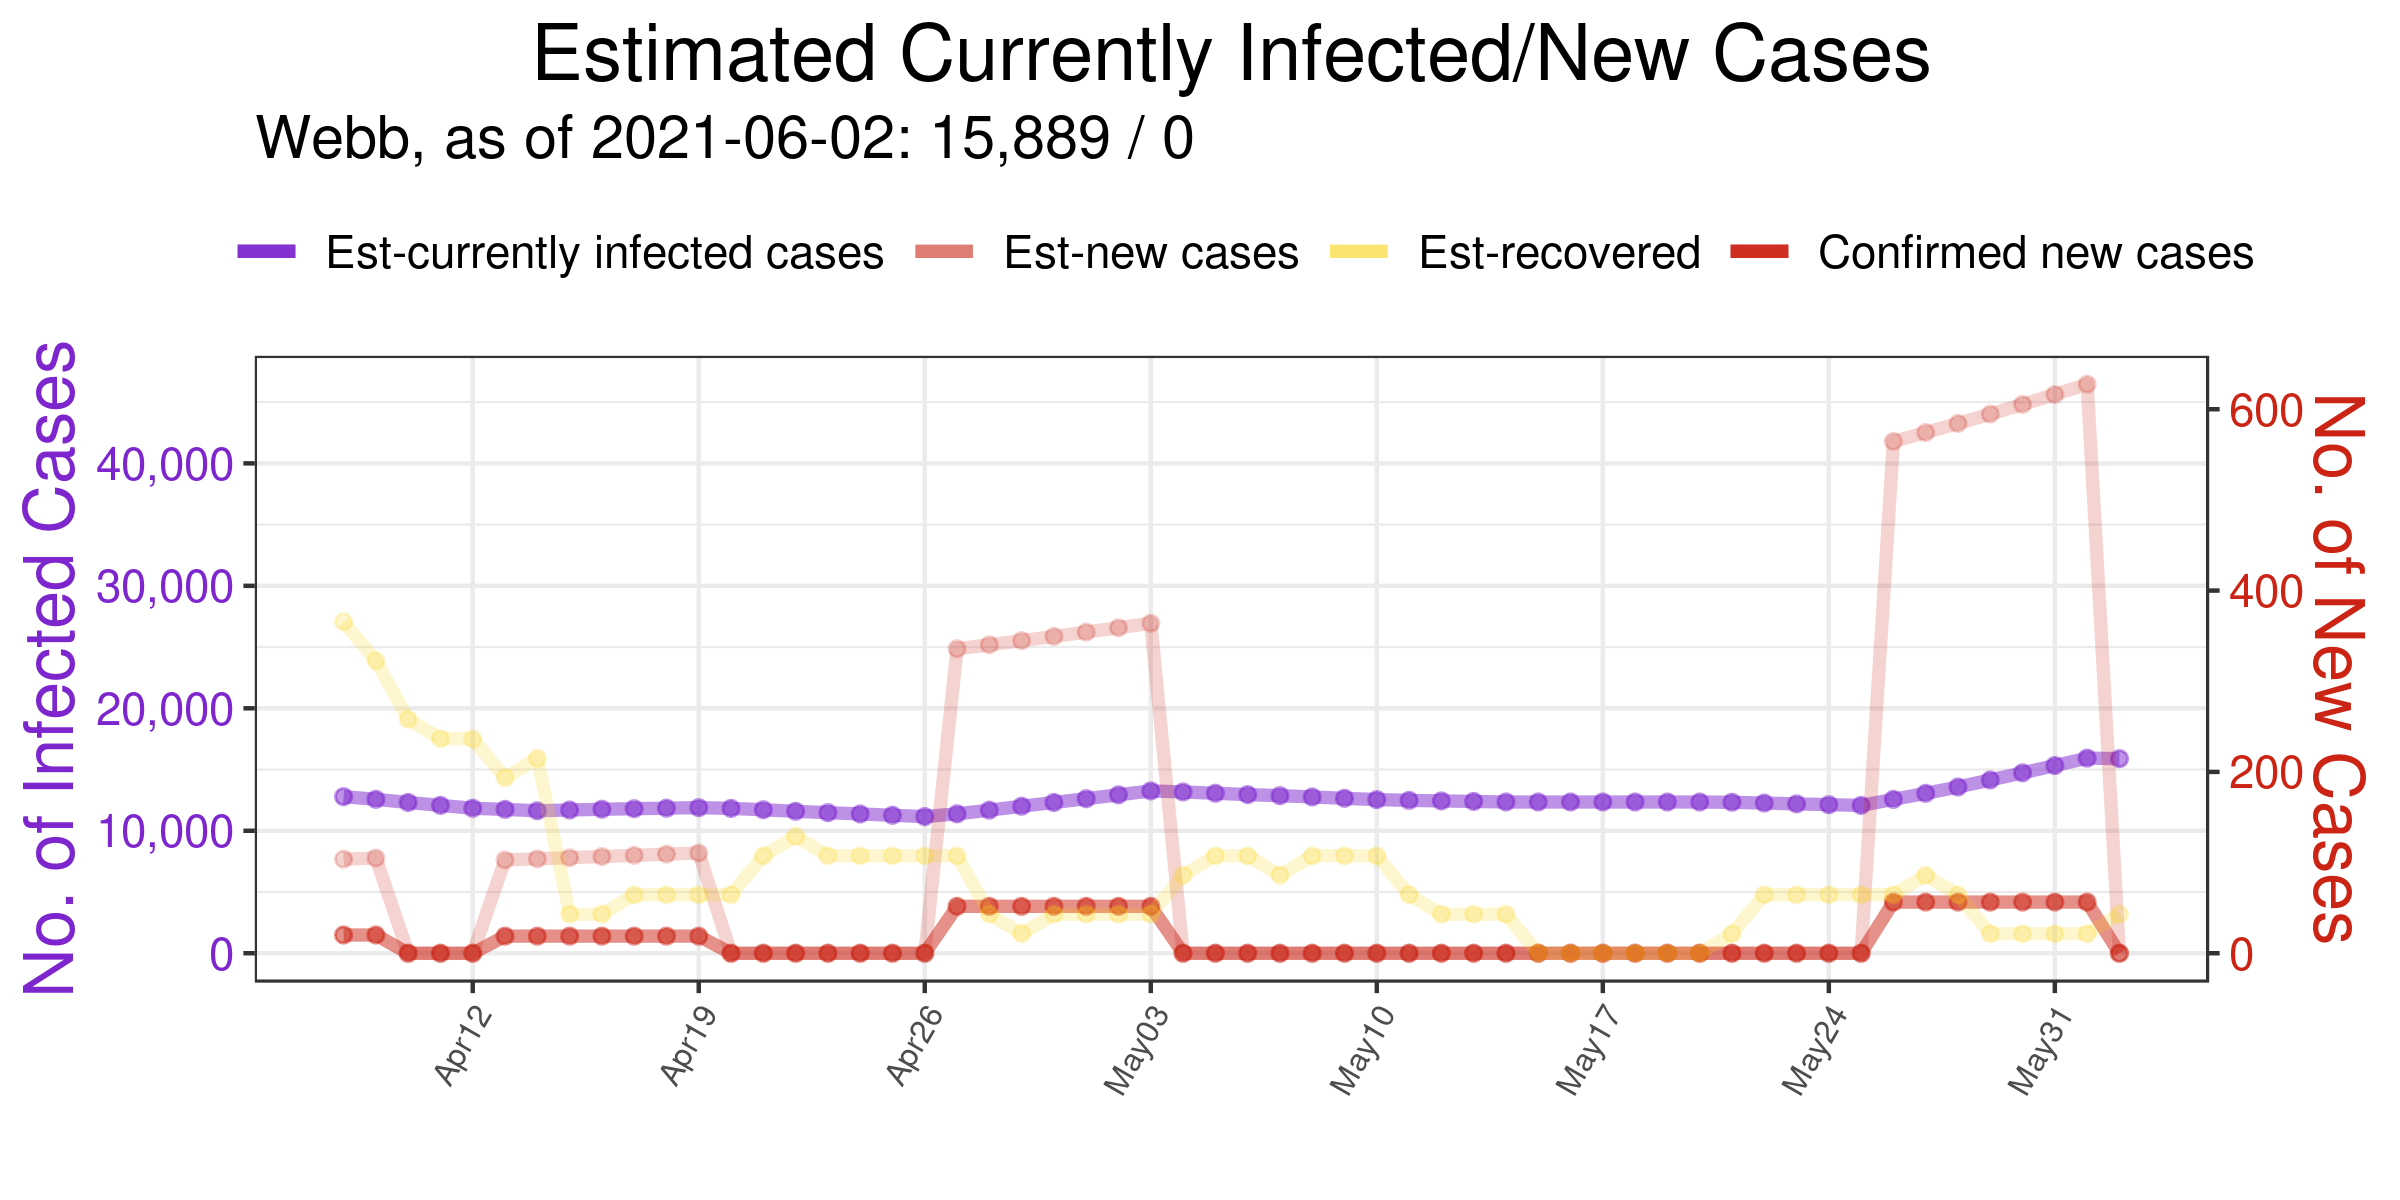 Estimated Currently Infected/New Cases
Webb, as of 2021-06-02: 15,889 / 0
Est-currently infected cases Est-new cases Est-recovered Confirmed new cases
No. of Infected Cases
40,000
30,000
20,000
10,000
0
600
400
200
0
No. of New Cases
Apr12 Apr19 Apr26 May03 May10 May17 May24 May31